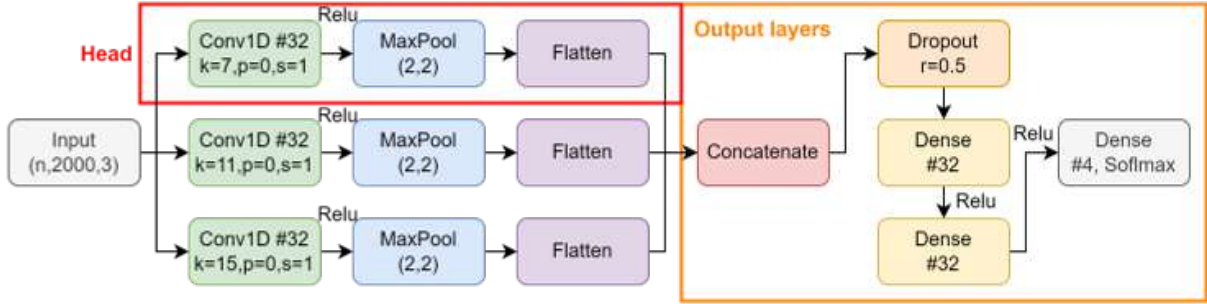 Head
Conv1D #32
k=7,p=0,s=1
Relu
MaxPool
(2,2)
Flatten
Output layers
Dropout
r=0.5
Input
(n,2000,3)
Conv1D #32
k=11,p=0,s=1
Relu
MaxPool
(2,2)
Flatten
Concatenate
Dense
#32
Relu
Dense
#4, Soflmax
Relu
Conv1D #32
k=15,p=0,s=1
Relu
MaxPool
(2,2)
Flatten
Dense
#32